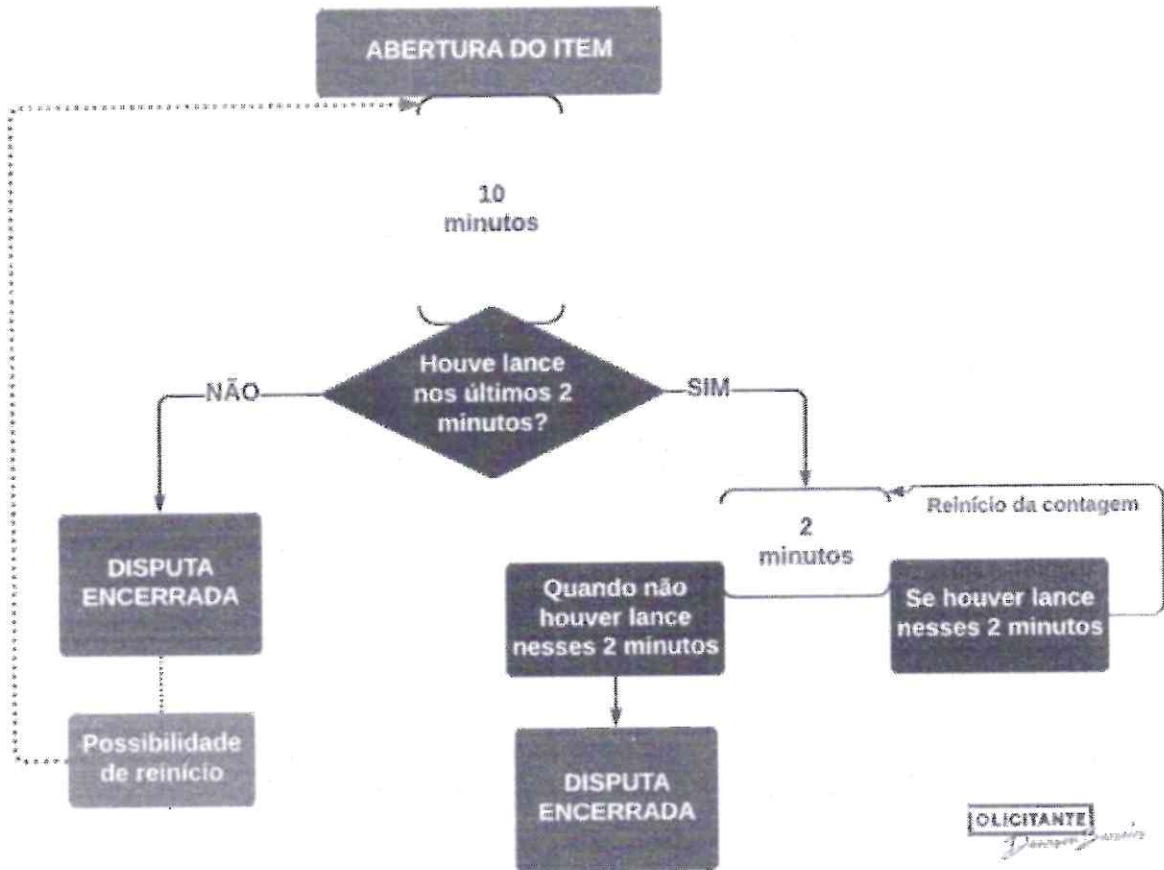 ABERTURA DO ITEM
10
minutos
Houve lance
nos últimos 2
minutos?
NÃO
SIM
Reinício da contagem
2
minutos
DISPUTA
ENCERRADA
Quando não
houver lance
nesses 2 minutos
Se houver lance
nesses 2 minutos
Possibilidade
de reinício
DISPUTA
ENCERRADA
OLICITANTE